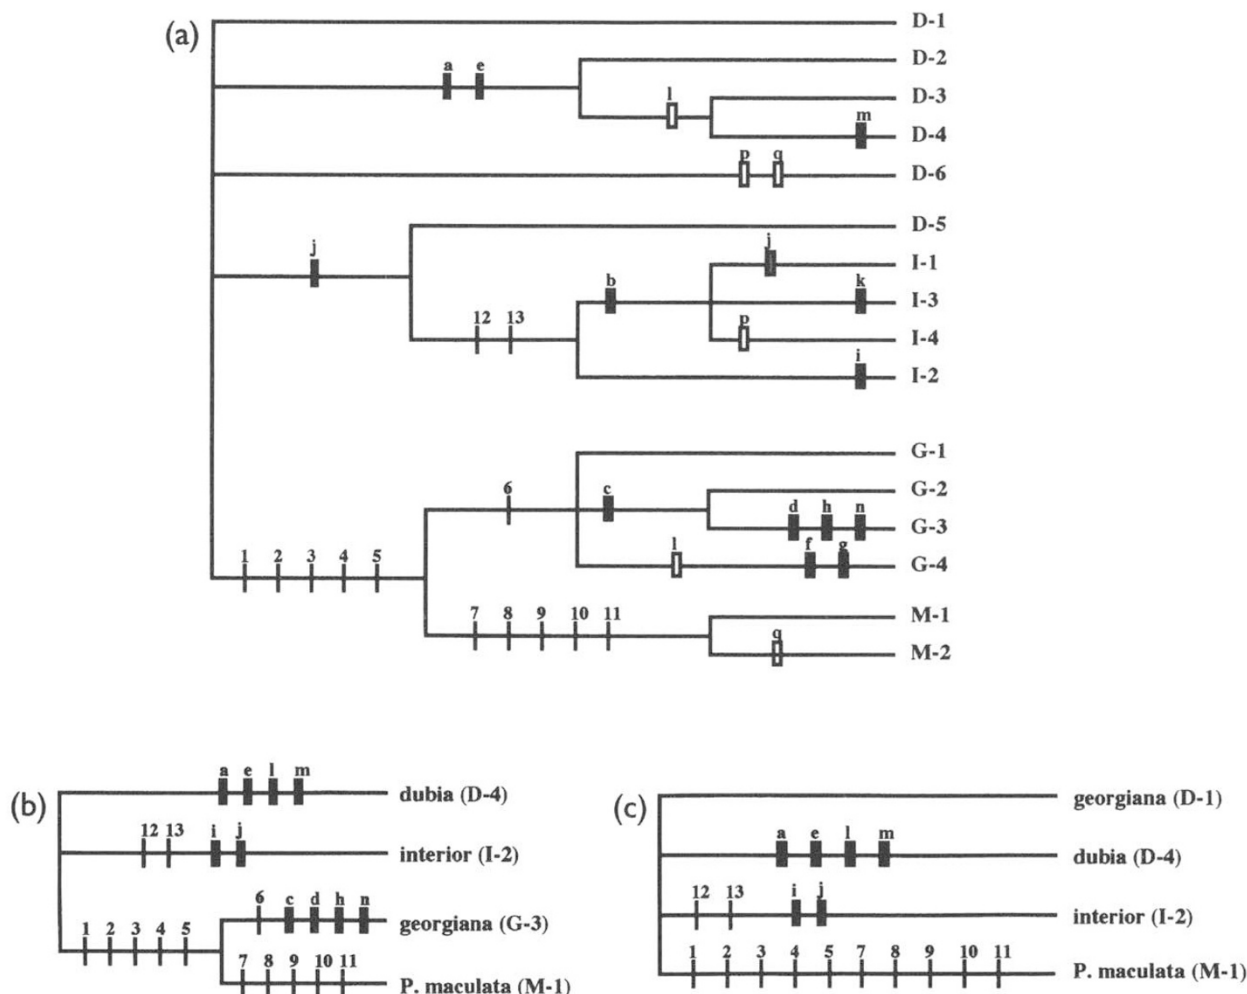 (a)
D-1
D-2
a e
l
D-3
m
D-4
p q
D-6
D-5
j
j
I-1
b
k
I-3
12 13
p
I-4
i
I-2
G-1
6
c
G-2
d h n
G-3
l
f g
G-4
1 2 3 4 5
7 8 9 10 11
M-1
q
M-2
(b)
a e l m
dubia (D-4)
12 13 i j
interior (I-2)
6 c d h n
georgiana (G-3)
1 2 3 4 5
7 8 9 10 11
P. maculata (M-1)
(c)
georgiana (D-1)
a e l m
dubia (D-4)
12 13 i j
interior (I-2)
1 2 3 4 5 7 8 9 10 11
P. maculata (M-1)